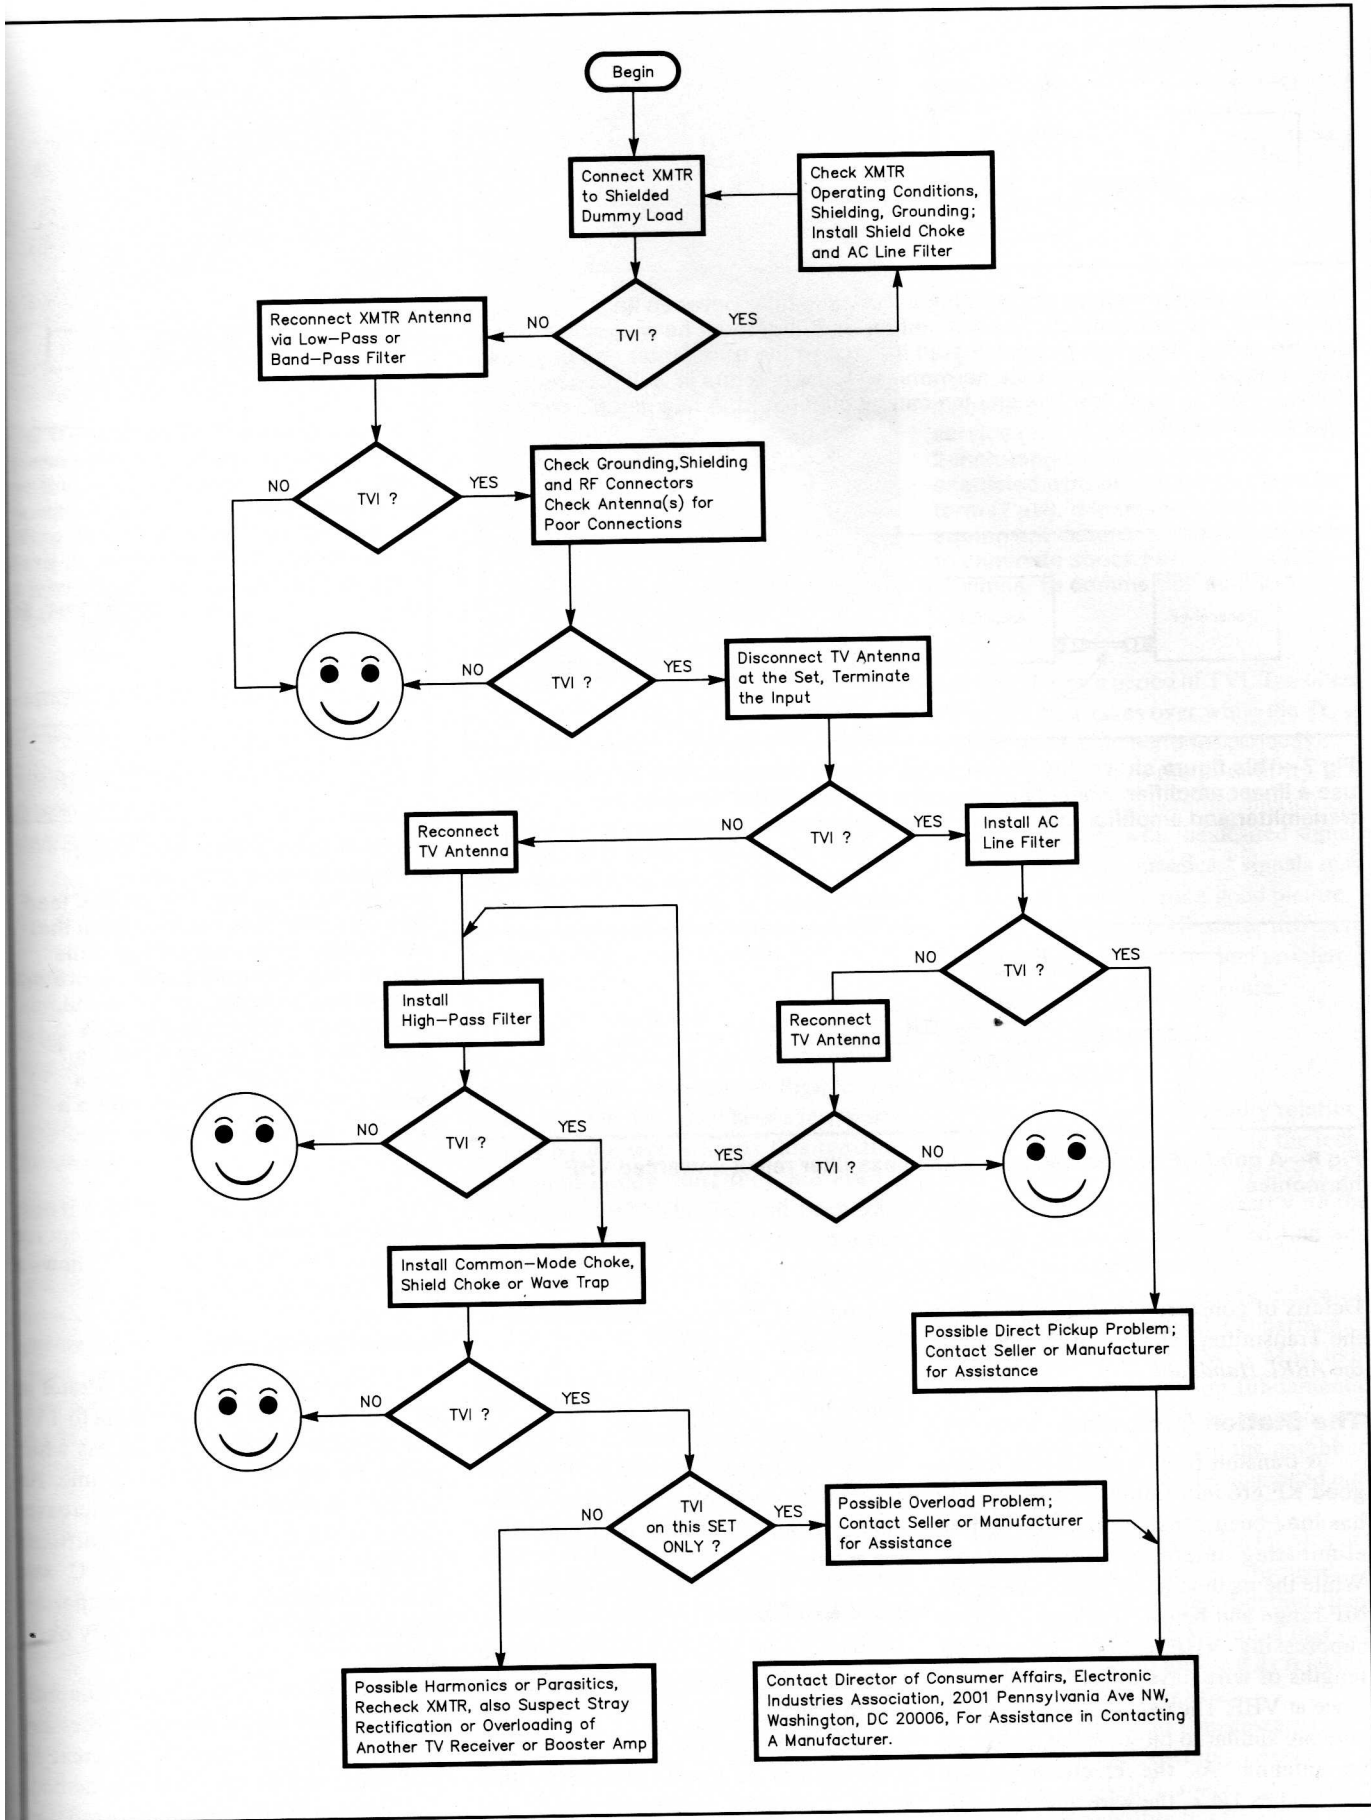 Begin
Connect XMTR
to Shielded
Dummy Load
Check XMTR
Operating Conditions,
Shielding, Grounding;
Install Shield Choke
and AC Line Filter
Reconnect XMTR Antenna
via Low-Pass or
Band-Pass Filter
NO
TVI ?
YES
NO
TVI ?
YES
Check Grounding,Shielding
and RF Connectors
Check Antenna(s) for
Poor Connections
NO
TVI ?
YES
Disconnect TV Antenna
at the Set, Terminate
the Input
Reconnect
TV Antenna
NO
TVI ?
YES
Install AC
Line Filter
NO
TVI ?
YES
Install
High-Pass Filter
Reconnect
TV Antenna
NO
TVI ?
YES
YES
TVI ?
NO
Install Common-Mode Choke,
Shield Choke or Wave Trap
Possible Direct Pickup Problem;
Contact Seller or Manufacturer
for Assistance
NO
TVI ?
YES
NO
TVI
on this SET
ONLY ?
YES
Possible Overload Problem;
Contact Seller or Manufacturer
for Assistance
Possible Harmonics or Parasitics,
Recheck XMTR, also Suspect Stray
Rectification or Overloading of
Another TV Receiver or Booster Amp
Contact Director of Consumer Affairs, Electronic
Industries Association, 2001 Pennsylvania Ave NW,
Washington, DC 20006, For Assistance in Contacting
A Manufacturer.